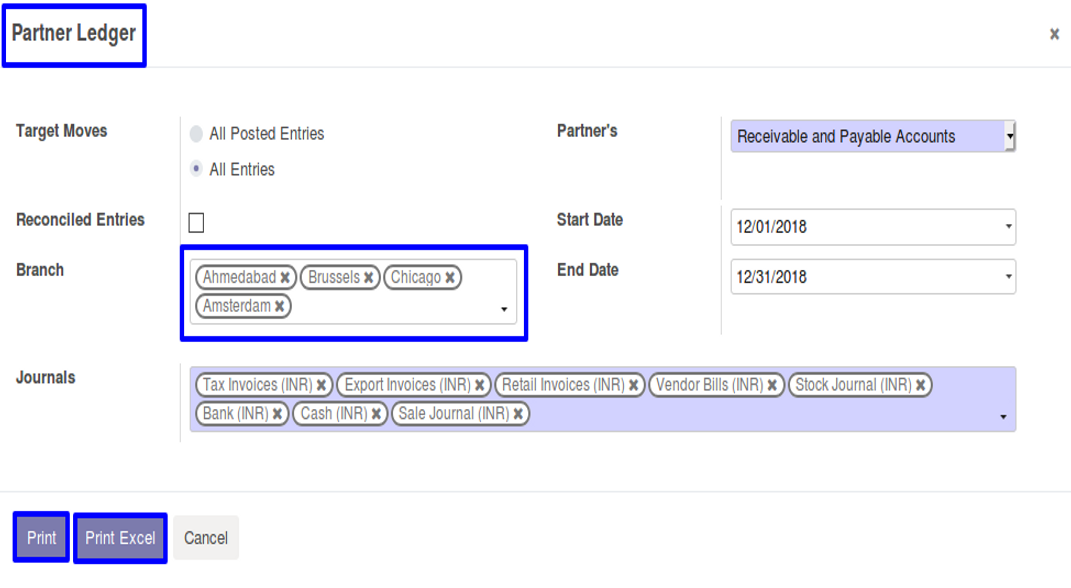 Partner Ledger ×
Target Moves All Posted Entries Partner's Receivable and Payable Accounts
All Entries
Reconciled Entries Start Date 12/01/2018
Branch Ahmedabad ✖ Brussels ✖ Chicago ✖ End Date 12/31/2018
Amsterdam ✖
Journals Tax Invoices (INR) ✖ Export Invoices (INR) ✖ Retail Invoices (INR) ✖ Vendor Bills (INR) ✖ Stock Journal (INR) ✖
Bank (INR) ✖ Cash (INR) ✖ Sale Journal (INR) ✖
Print Print Excel Cancel